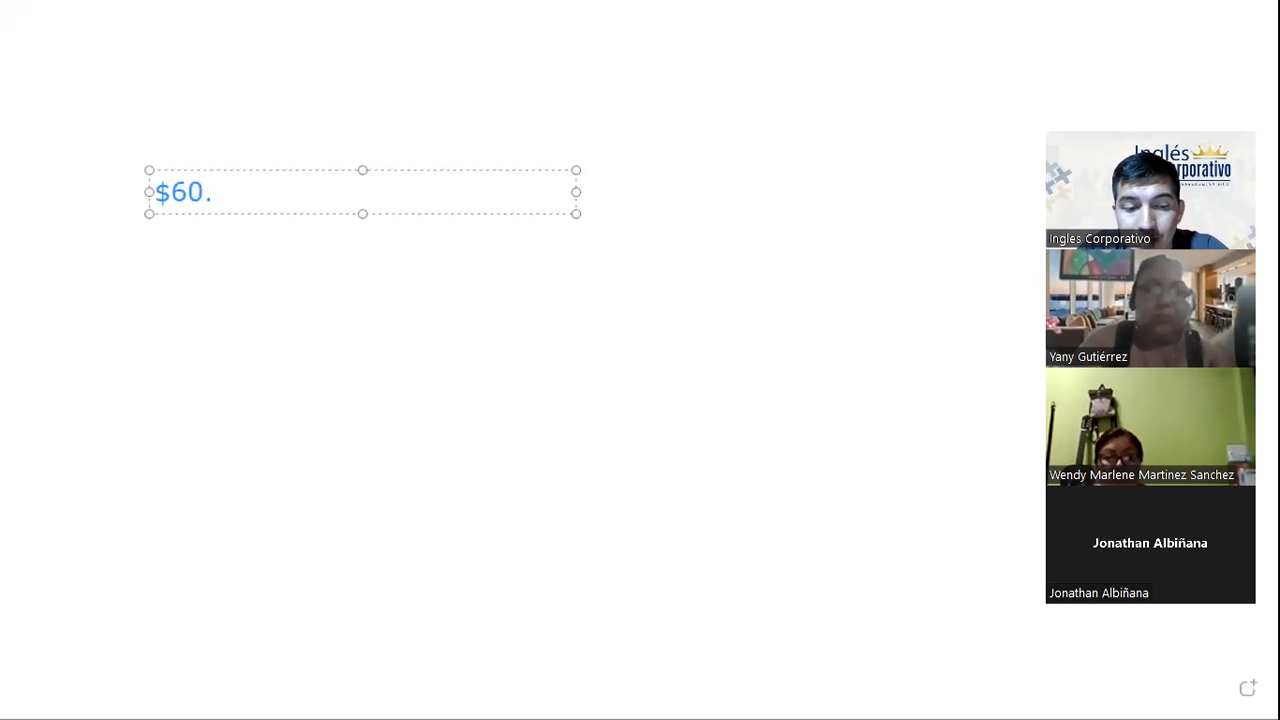 $60.
Inglés
Corporativo
Ingles Corporativo
Yany Gutiérrez
Wendy Marlene Martinez Sanchez
Jonathan Albiñana
Jonathan Albiñana